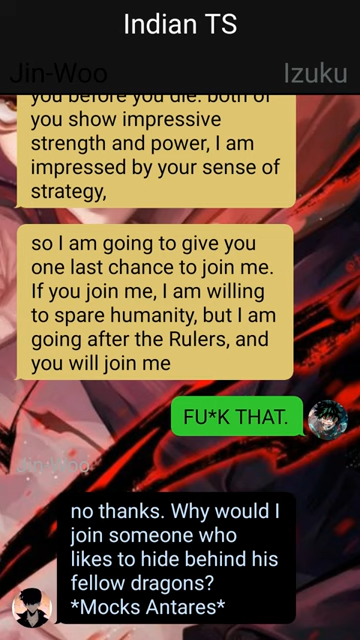 Indian TS
Jin-Woo
Izuku
you before you die. both of
you show impressive
strength and power, I am
impressed by your sense of
strategy,
so I am going to give you
one last chance to join me.
If you join me, I am willing
to spare humanity, but I am
going after the Rulers, and
you will join me
FU*K THAT.
Jin-Woo
no thanks. Why would I
join someone who
likes to hide behind his
fellow dragons?
*Mocks Antares*